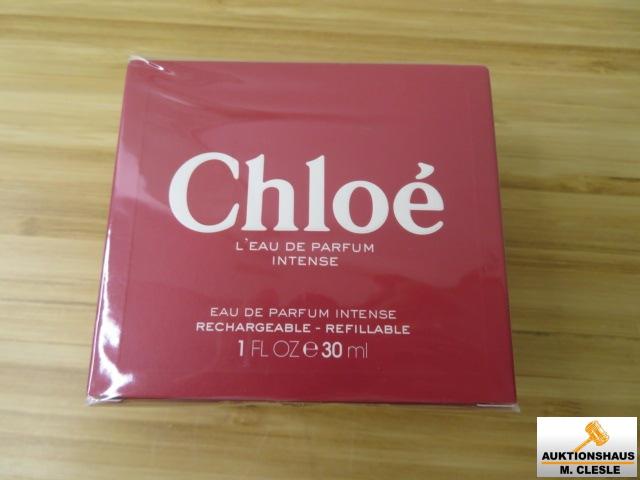 Chloé
L'EAU DE PARFUM
INTENSE
EAU DE PARFUM INTENSE
RECHARGEABLE - REFILLABLE
1 FL OZ ℮ 30 ml
AUKTIONSHAUS
M. CLESLE